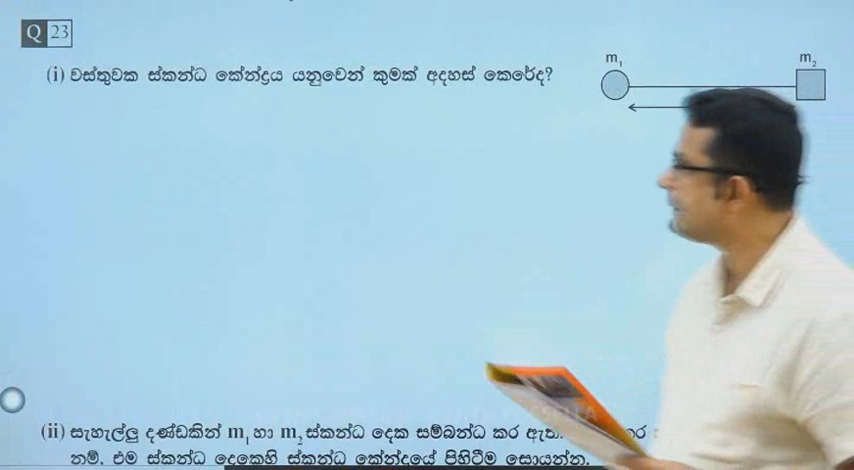 Q 23
(i) වස්තුවක ස්කන්ධ කේන්ද්‍රය යනුවෙන් කුමක් අදහස් කෙරේද?
m₁ m₂
(ii) සැහැල්ලු දණ්ඩකින් m₁ හා m₂ ස්කන්ධ දෙක සම්බන්ධ කර
නම්, එම ස්කන්ධ දෙකෙහි ස්කන්ධ කේන්ද්‍රයේ පිහිටීම සොයන්න.